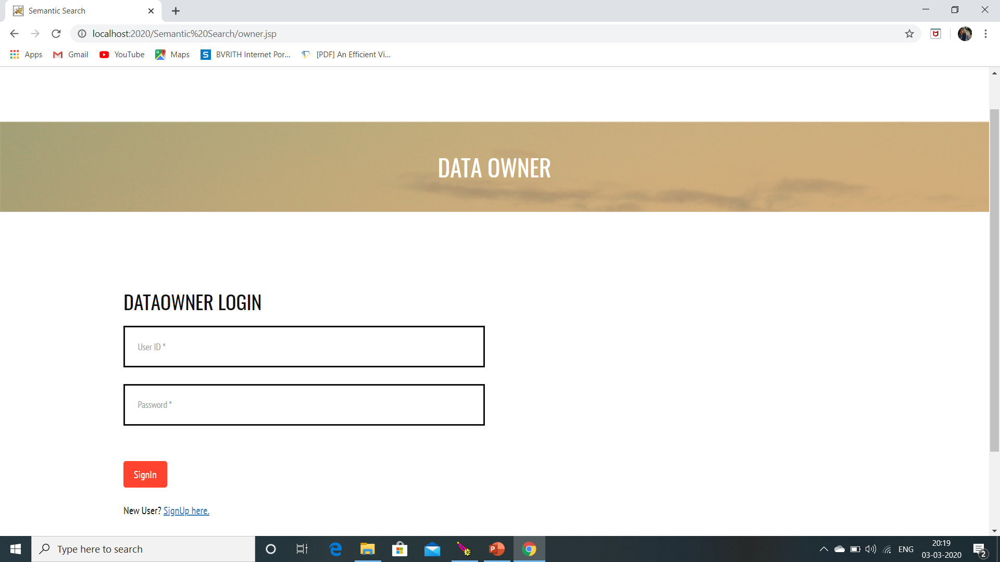 Semantic Search
localhost:2020/Semantic%20Search/owner.jsp
Apps Gmail YouTube Maps BVRITH Internet Por... [PDF] An Efficient Vi...
DATA OWNER
DATAOWNER LOGIN
User ID *
Password *
SignIn
New User? SignUp here.
Type here to search
ENG
20:19
03-03-2020
2